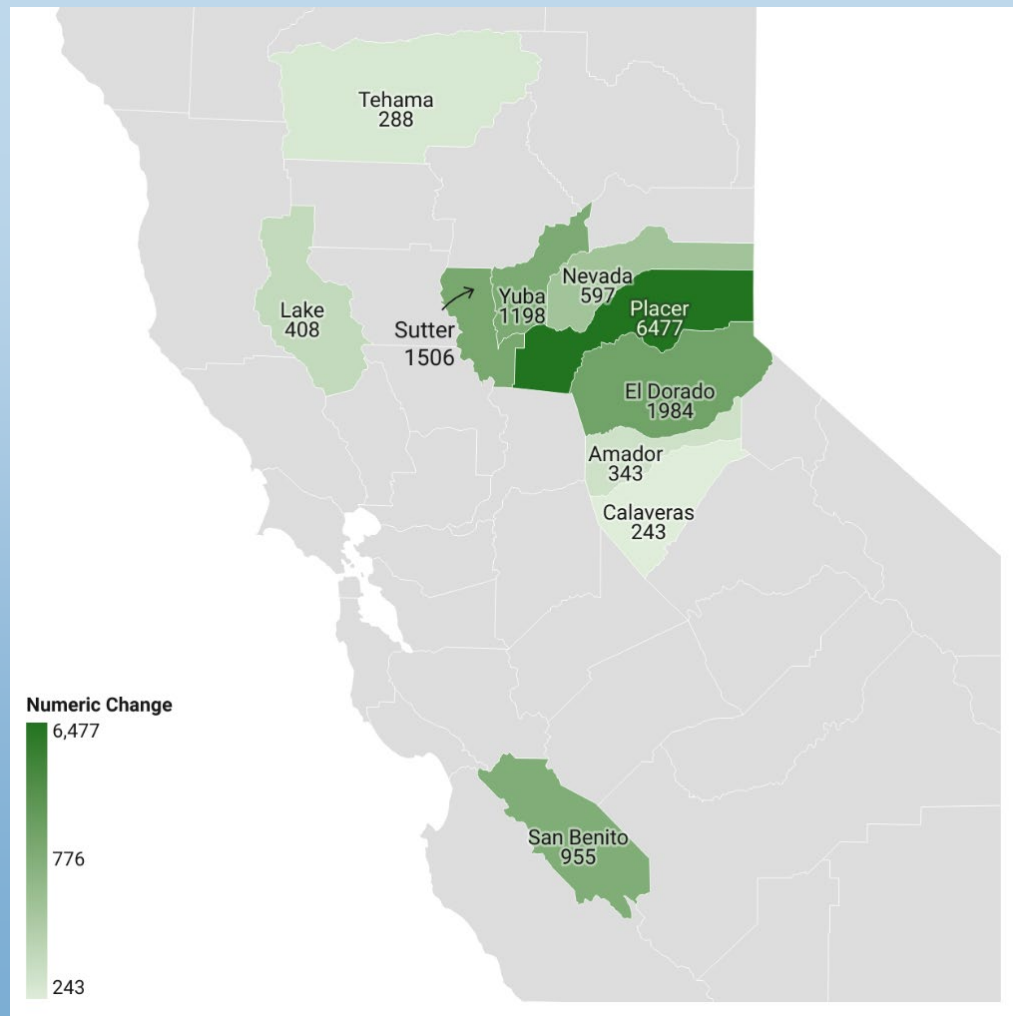 Tehama
288
Nevada
597
Yuba
1198
Lake
408
Placer
6477
Sutter
1506
El Dorado
1984
Amador
343
Calaveras
243
Numeric Change
6,477
776
243
San Benito
955